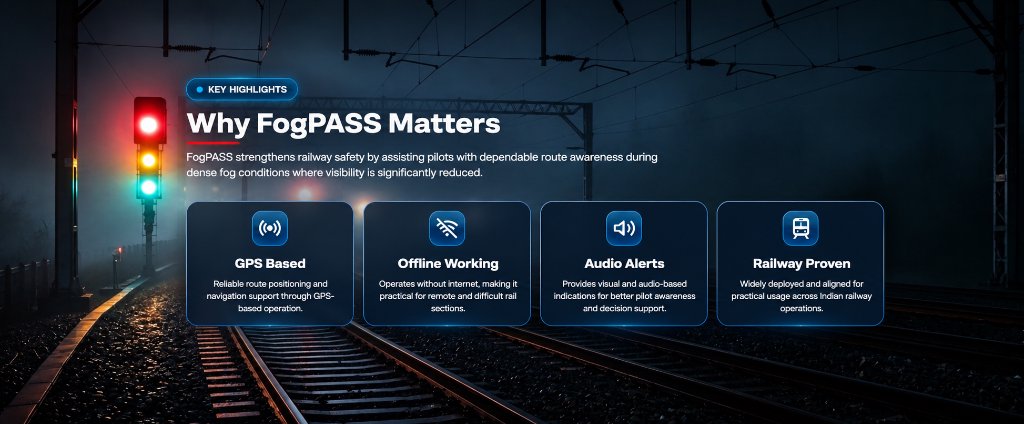 KEY HIGHLIGHTS
Why FogPASS Matters
FogPASS strengthens railway safety by assisting pilots with dependable route awareness during
dense fog conditions where visibility is significantly reduced.
GPS Based
Reliable route positioning and
navigation support through GPS-
based operation.
Offline Working
Operates without internet, making it
practical for remote and difficult rail
sections.
Audio Alerts
Provides visual and audio-based
indications for better pilot awareness
and decision support.
Railway Proven
Widely deployed and aligned for
practical usage across Indian railway
operations.